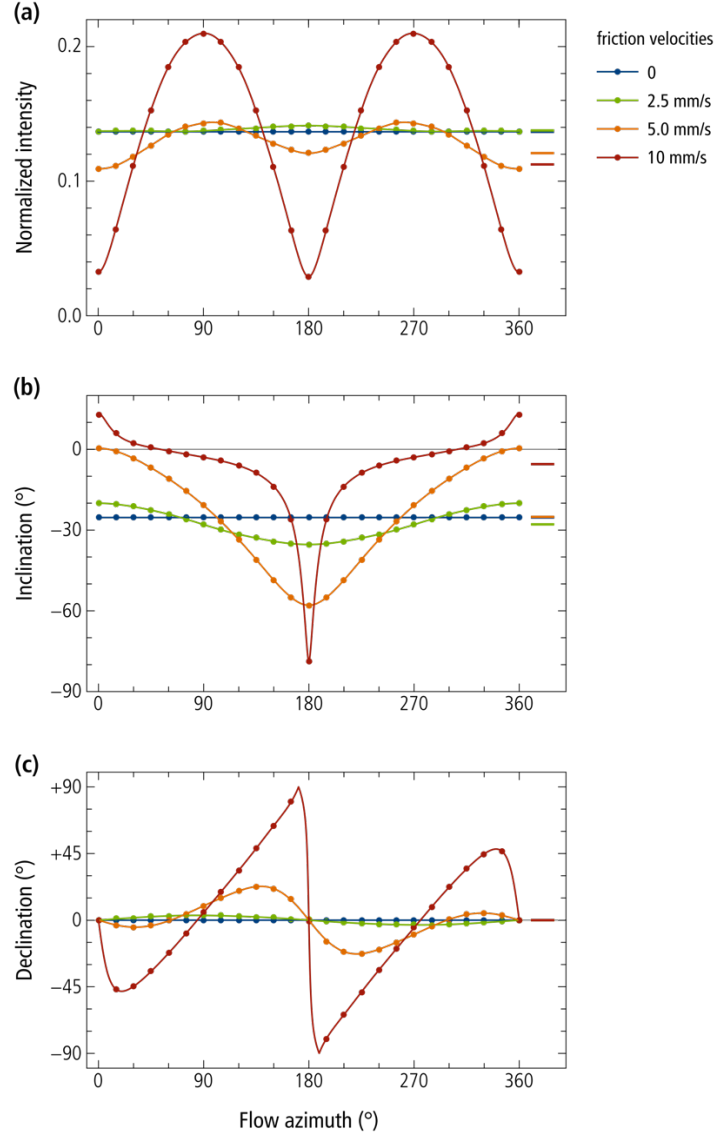 (a)
0.2
0.1
0.0
Normalized intensity
0 90 180 270 360
friction velocities
0
2.5 mm/s
5.0 mm/s
10 mm/s
(b)
0
−30
−60
−90
Inclination (°)
0 90 180 270 360
(c)
+90
+45
0
−45
−90
Declination (°)
0 90 180 270 360
Flow azimuth (°)